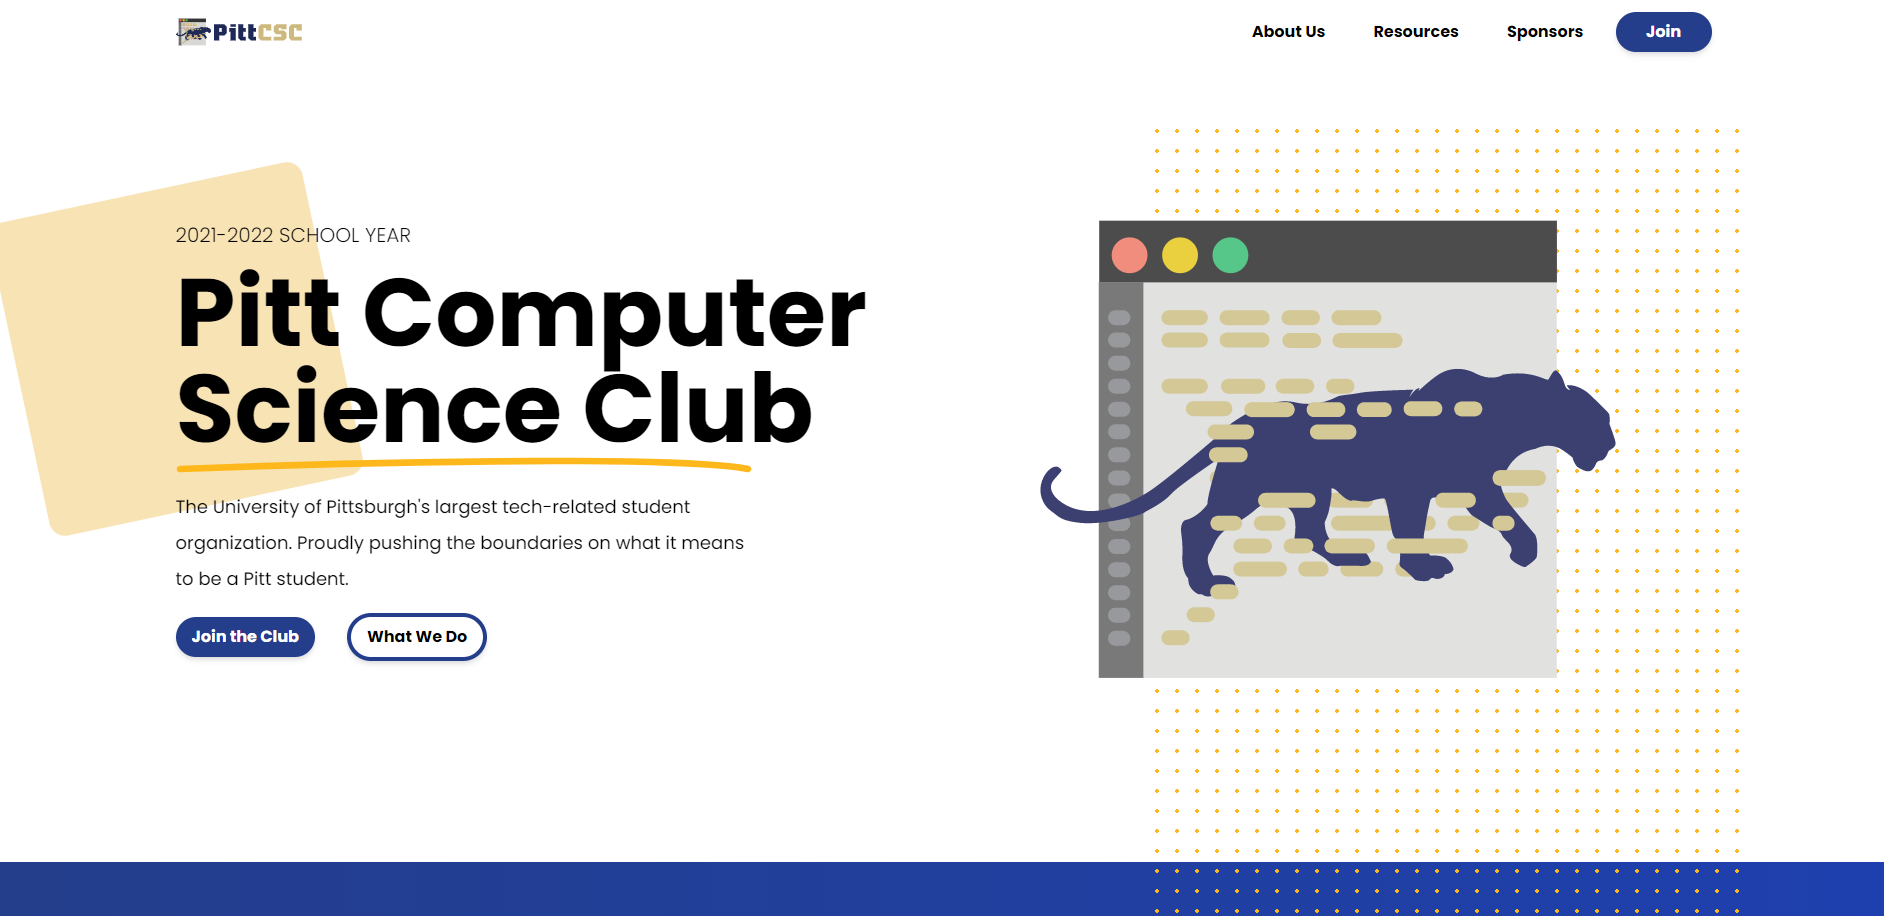 PittCSC
About Us
Resources
Sponsors
Join
2021-2022 SCHOOL YEAR
Pitt Computer
Science Club
The University of Pittsburgh's largest tech-related student
organization. Proudly pushing the boundaries on what it means
to be a Pitt student.
Join the Club
What We Do